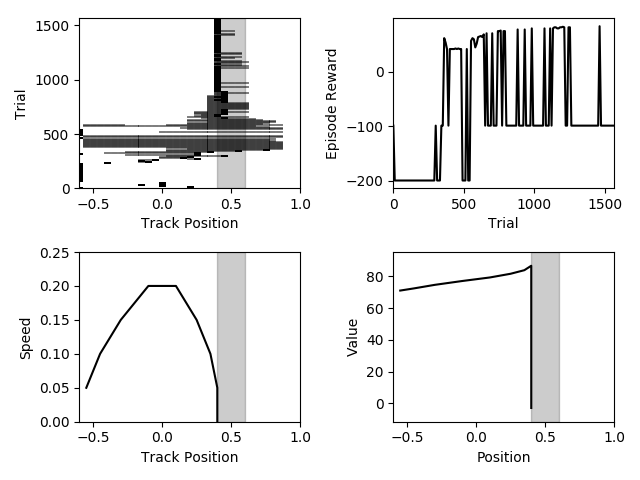 1500
1000
500
0
Trial
−0.5 0.0 0.5 1.0
Track Position
0
−100
−200
Episode Reward
0 500 1000 1500
Trial
0.25
0.20
0.15
0.10
0.05
0.00
Speed
−0.5 0.0 0.5 1.0
Track Position
80
60
40
20
0
Value
−0.5 0.0 0.5 1.0
Position